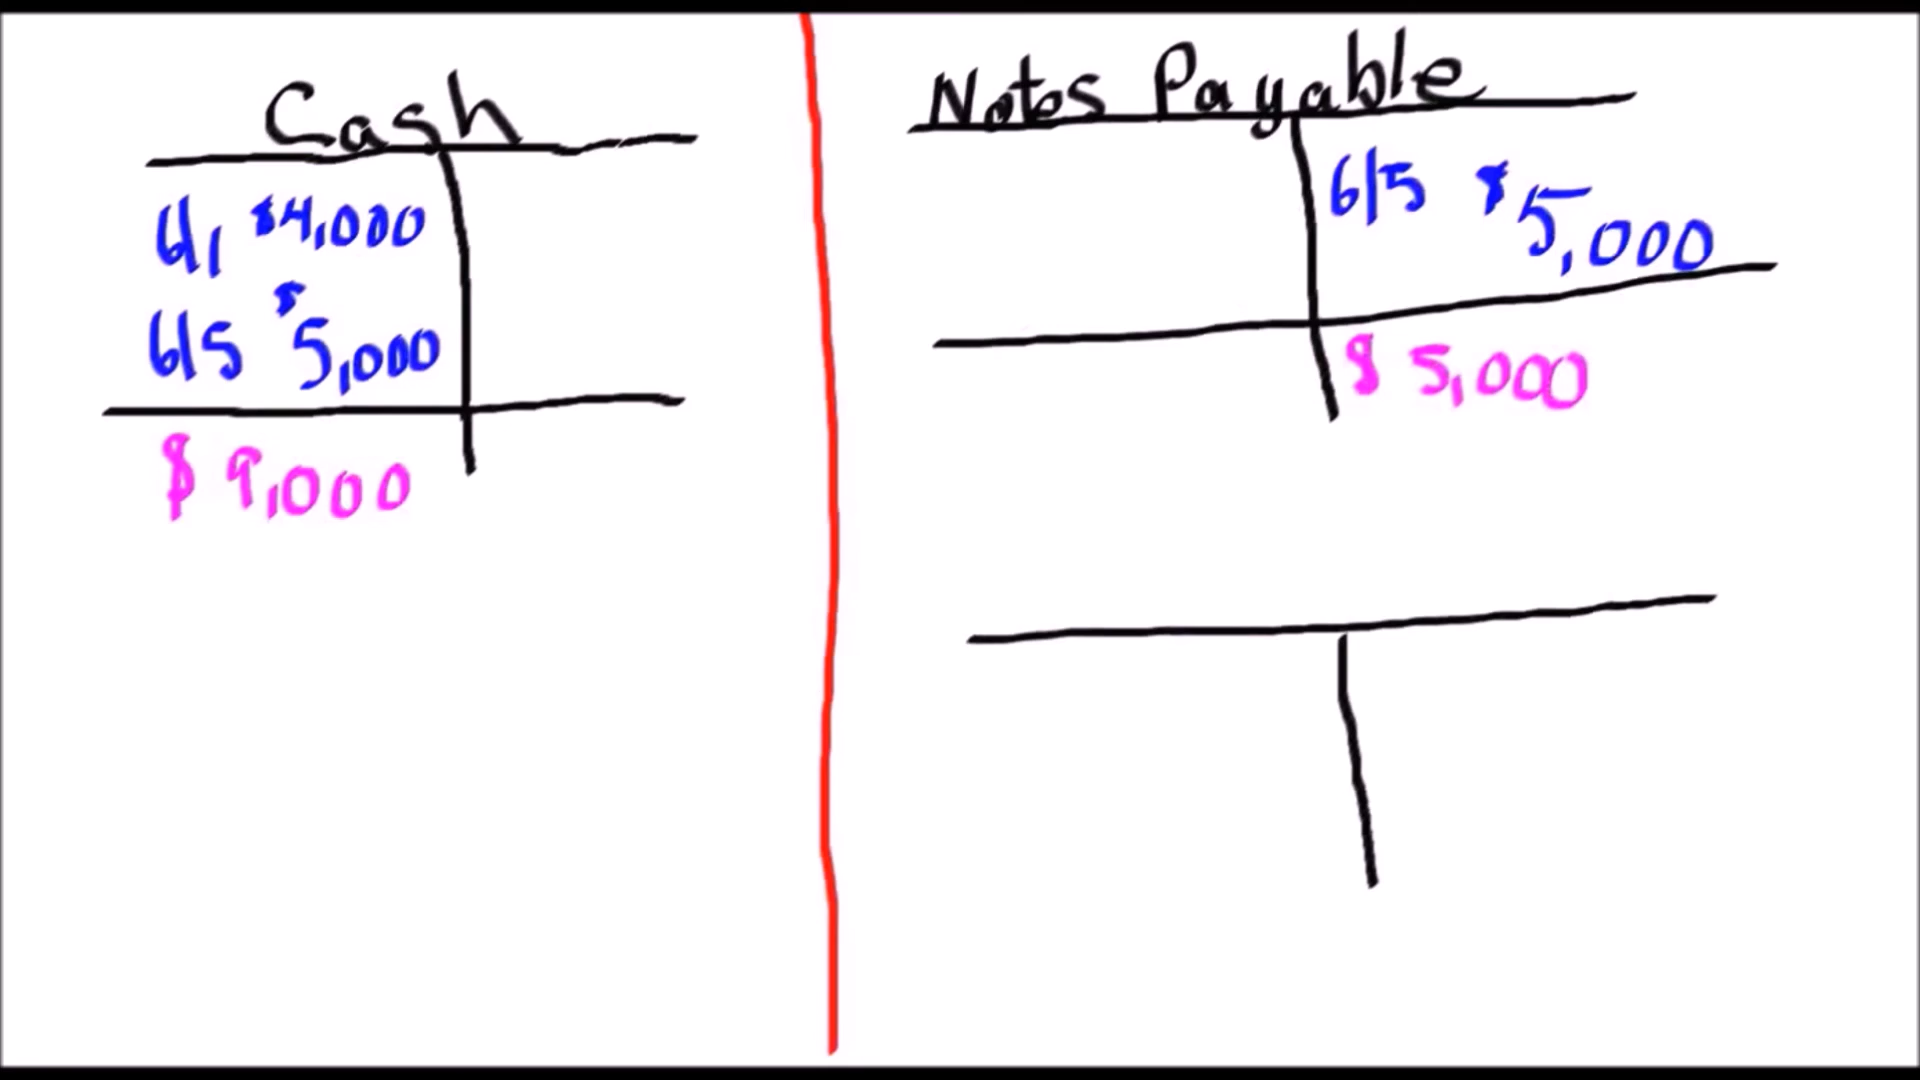 Cash
6/1 $4,000
6/5 $5,000
$ 9,000
Notes Payable
6/5 $5,000
$ 5,000